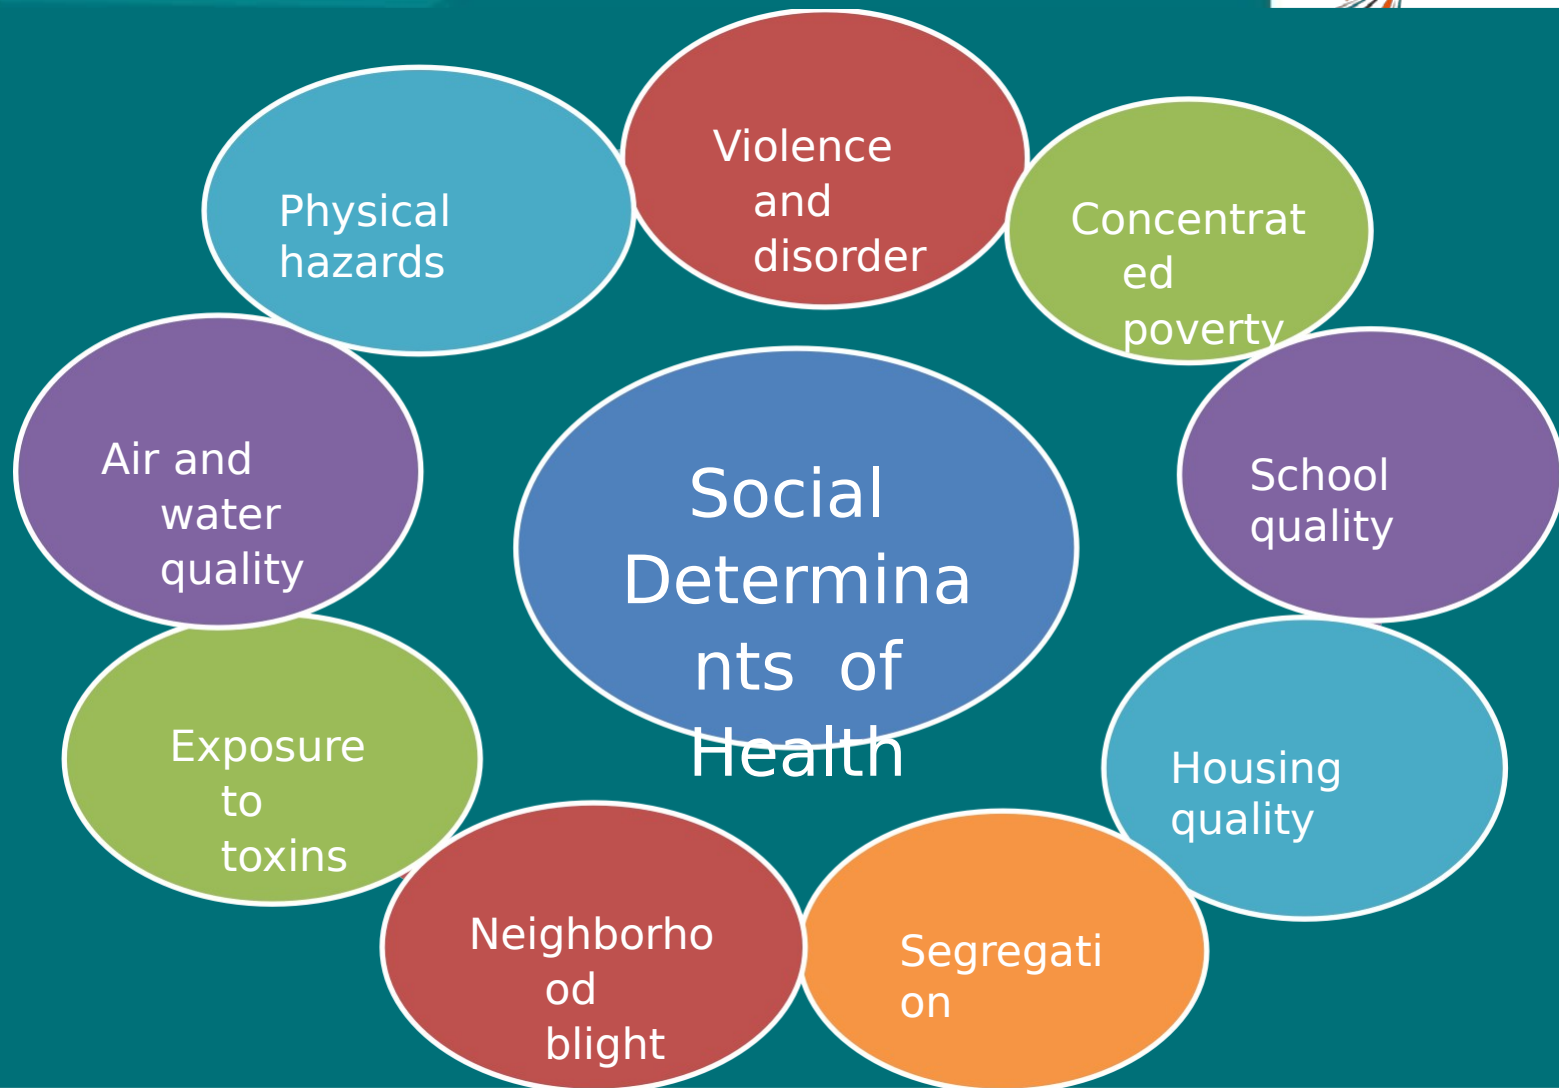 Violence
and
disorder
Physical
hazards
Concentrat
ed
poverty
Air and
water
quality
School
quality
Social
Determina
nts of
Health
Exposure
to
toxins
Housing
quality
Neighborho
od
blight
Segregati
on